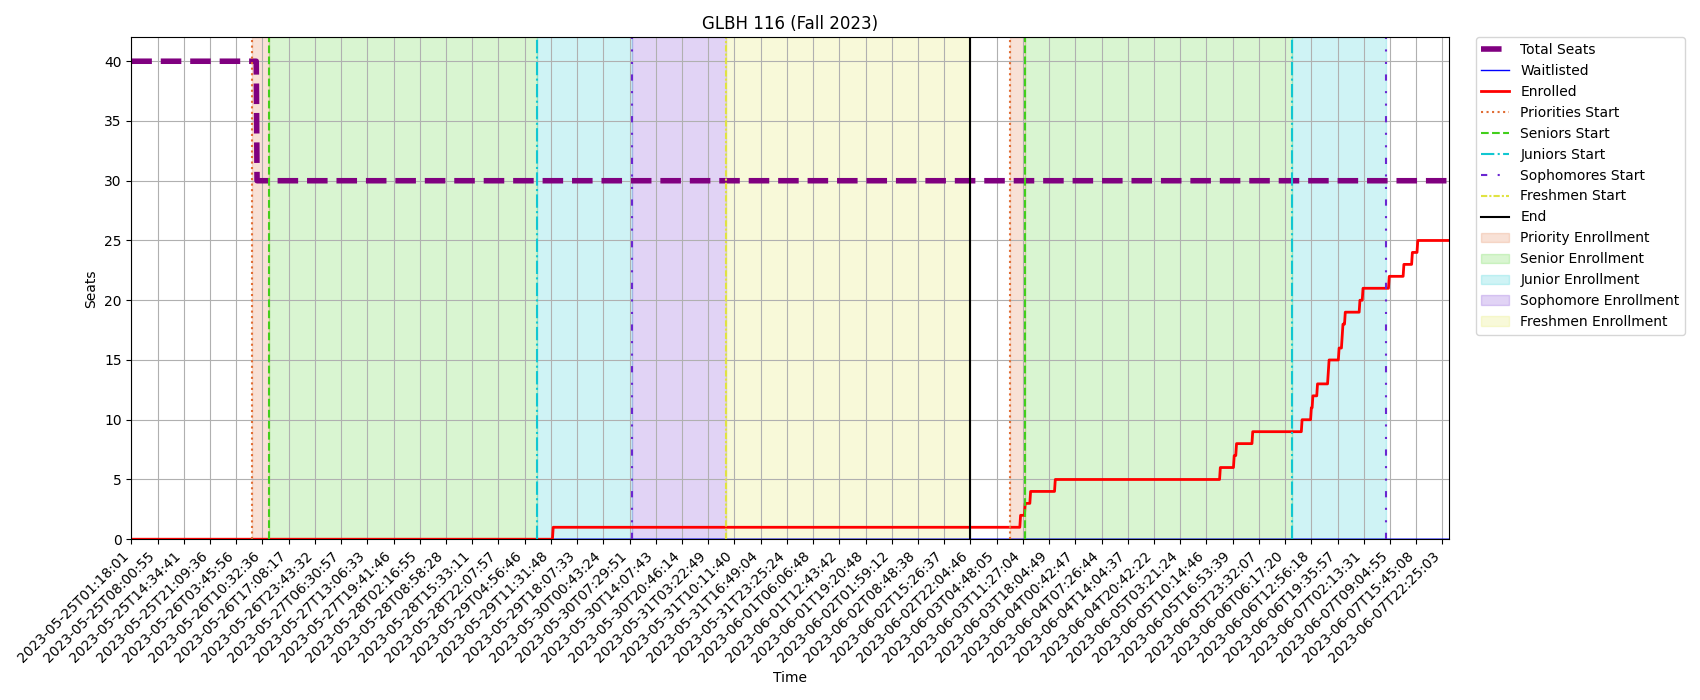 GLBH 116 (Fall 2023)
Seats
40
35
30
25
20
15
10
5
0
2023-05-25T01:18:01
2023-05-25T08:00:55
2023-05-25T14:34:41
2023-05-25T21:09:36
2023-05-26T03:45:56
2023-05-26T10:32:36
2023-05-26T17:08:17
2023-05-26T23:43:32
2023-05-27T06:30:57
2023-05-27T13:06:33
2023-05-27T19:41:46
2023-05-28T02:16:55
2023-05-28T08:58:28
2023-05-28T15:33:11
2023-05-28T22:07:57
2023-05-29T04:56:46
2023-05-29T11:31:48
2023-05-29T18:07:33
2023-05-30T00:43:24
2023-05-30T07:29:51
2023-05-30T14:07:43
2023-05-30T20:46:14
2023-05-31T03:22:49
2023-05-31T10:11:40
2023-05-31T16:49:04
2023-05-31T23:25:24
2023-06-01T06:06:48
2023-06-01T12:43:42
2023-06-01T19:20:48
2023-06-02T01:59:12
2023-06-02T08:48:38
2023-06-02T15:26:37
2023-06-02T22:04:46
2023-06-03T04:48:05
2023-06-03T11:27:04
2023-06-03T18:04:49
2023-06-04T00:42:47
2023-06-04T07:26:44
2023-06-04T14:04:37
2023-06-04T20:42:22
2023-06-05T03:21:24
2023-06-05T10:14:46
2023-06-05T16:53:39
2023-06-05T23:32:07
2023-06-06T06:17:20
2023-06-06T12:56:18
2023-06-06T19:35:57
2023-06-07T02:13:31
2023-06-07T09:04:55
2023-06-07T15:45:08
2023-06-07T22:25:03
Time
Total Seats
Waitlisted
Enrolled
Priorities Start
Seniors Start
Juniors Start
Sophomores Start
Freshmen Start
End
Priority Enrollment
Senior Enrollment
Junior Enrollment
Sophomore Enrollment
Freshmen Enrollment